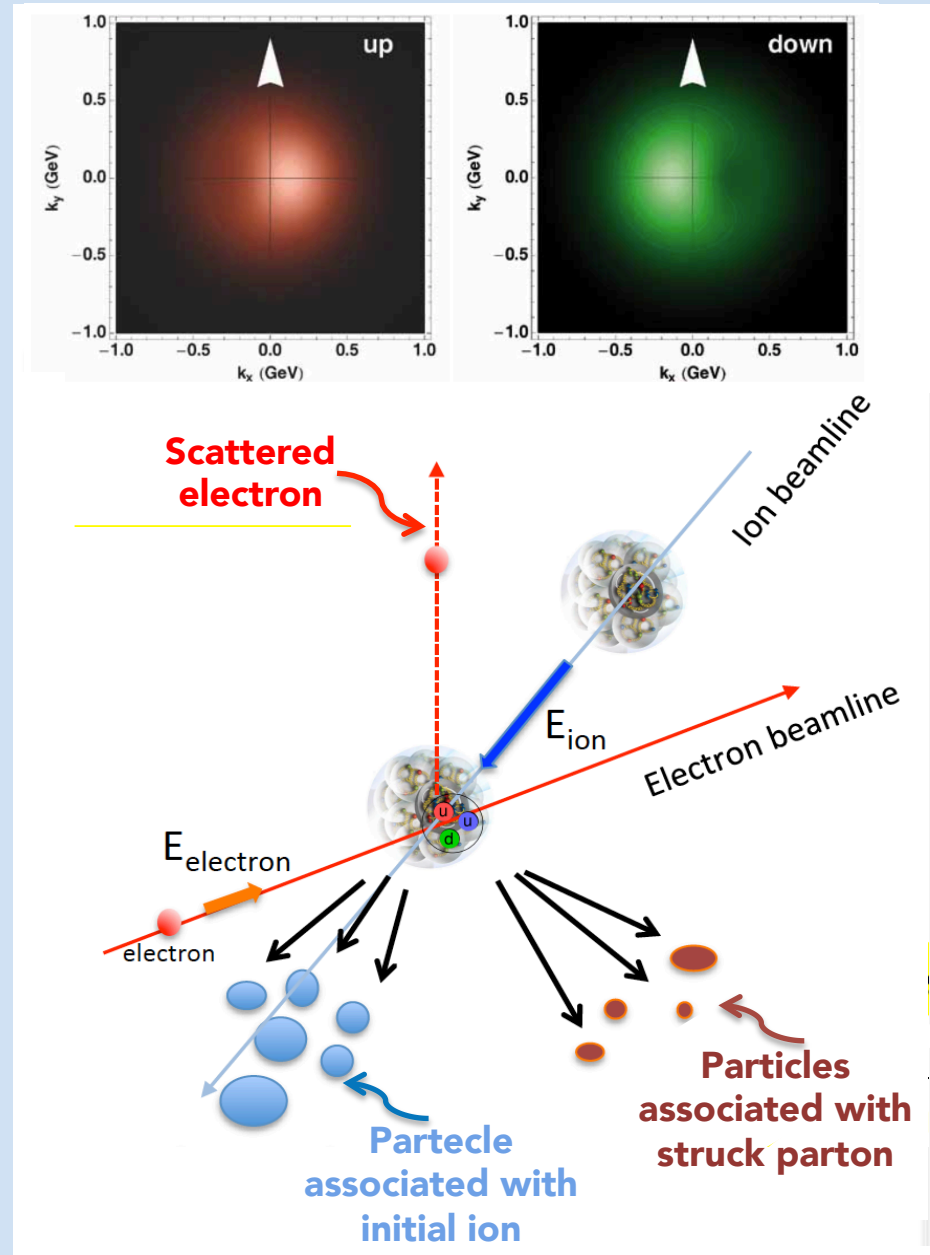 up
1.0
0.5
0.0
−0.5
−1.0
k_y (GeV)
−1.0 −0.5 0.0 0.5 1.0
k_x (GeV)
down
1.0
0.5
0.0
−0.5
−1.0
k_y (GeV)
−1.0 −0.5 0.0 0.5 1.0
k_x (GeV)
Scattered
electron
Ion beamline
E_ion
Electron beamline
u
u
d
E_electron
electron
Particles
associated with
struck parton
Partecle
associated with
initial ion